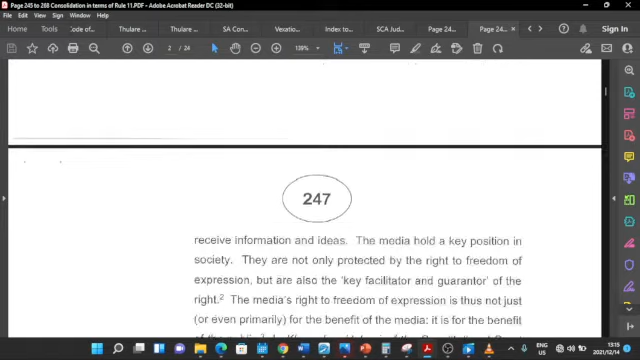 Page 245 to 268 Consolidation in terms of Rule 11.PDF - Adobe Acrobat Reader DC (32-bit)
File Edit View Sign Window Help
Home Tools ode of... Thulare ... Thulare ... SA Con... Vexatio... Index to... SCA Jud... Page 24... Page 24... × Sign In
2 / 24 139%
247
receive information and ideas. The media hold a key position in
society. They are not only protected by the right to freedom of
expression, but are also the 'key facilitator and guarantor' of the
right.2 The media's right to freedom of expression is thus not just
(or even primarily) for the benefit of the media: it is for the benefit
ENG
US
13:15
2021/12/14